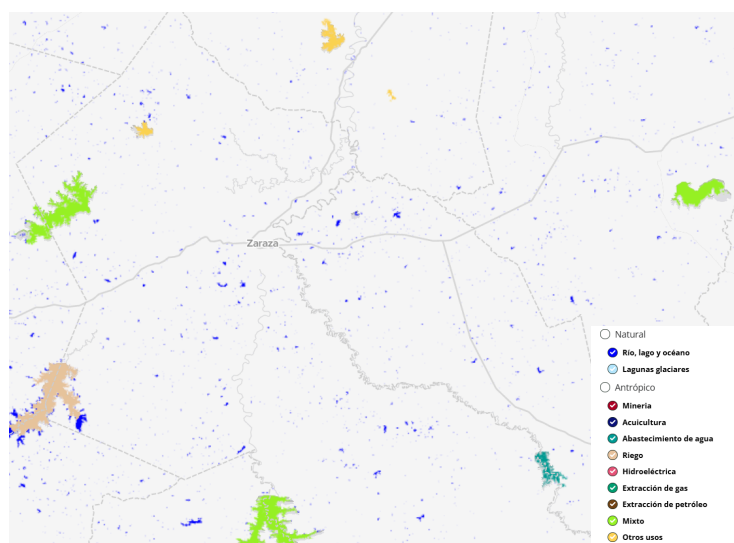 Zaraza
Natural
Río, lago y océano
Lagunas glaciares
Antrópico
Mineria
Acuicultura
Abastecimiento de agua
Riego
Hidroeléctrica
Extracción de gas
Extracción de petróleo
Mixto
Otros usos